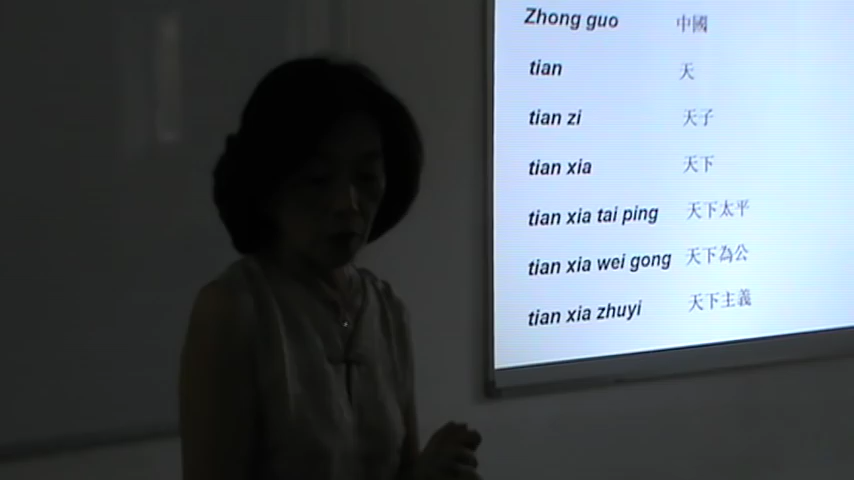 Zhong guo 中國
tian 天
tian zi 天子
tian xia 天下
tian xia tai ping 天下太平
tian xia wei gong 天下為公
tian xia zhuyi 天下主義